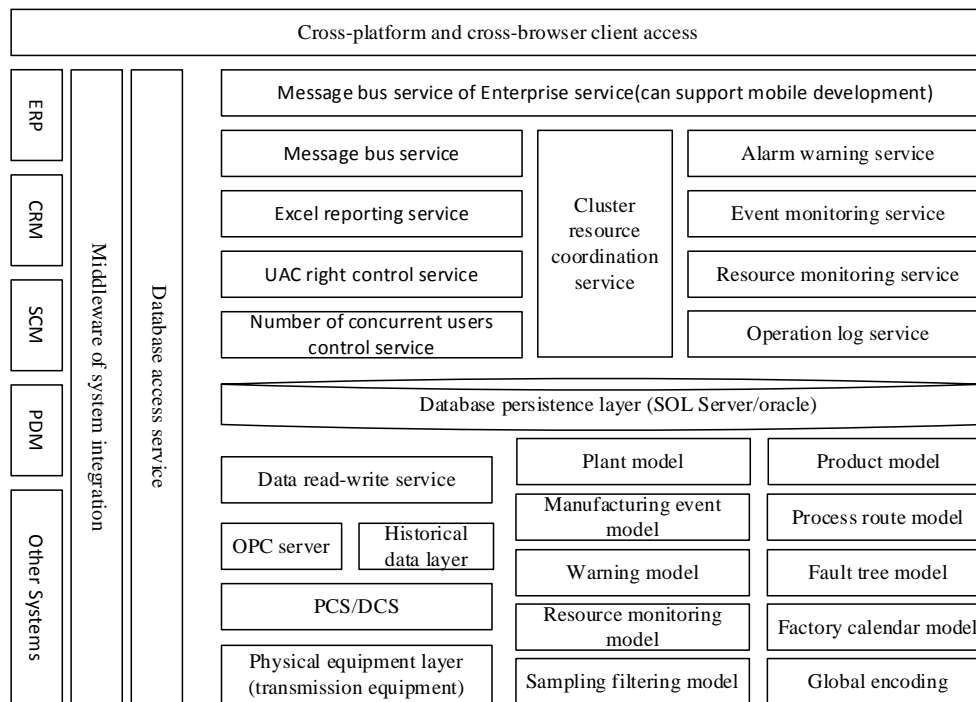 Cross-platform and cross-browser client access
ERP
CRM
SCM
PDM
Other Systems
Middleware of system integration
Database access service
Message bus service of Enterprise service(can support mobile development)
Message bus service
Excel reporting service
UAC right control service
Number of concurrent users
control service
Cluster
resource
coordination
service
Alarm warning service
Event monitoring service
Resource monitoring service
Operation log service
Database persistence layer (SOL Server/oracle)
Data read-write service
OPC server
Historical
data layer
PCS/DCS
Physical equipment layer
(transmission equipment)
Plant model
Manufacturing event
model
Warning model
Resource monitoring
model
Sampling filtering model
Product model
Process route model
Fault tree model
Factory calendar model
Global encoding